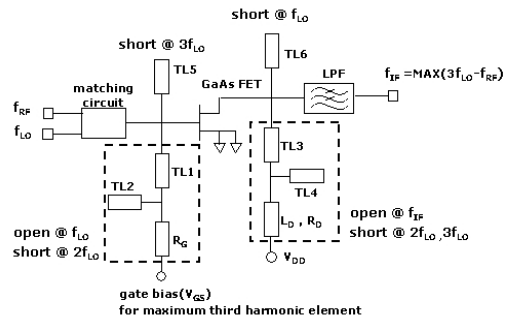 short @ fLO
short @ 3fLO
TL6
TL5
GaAs FET
LPF
fIF =MAX(3fLO-fRF)
matching
circuit
fRF
fLO
TL1
TL3
TL2
TL4
open @ fLO
short @ 2fLO
RG
LD , RD
open @ fIF
short @ 2fLO ,3fLO
VDD
gate bias(VGS)
for maximum third harmonic element